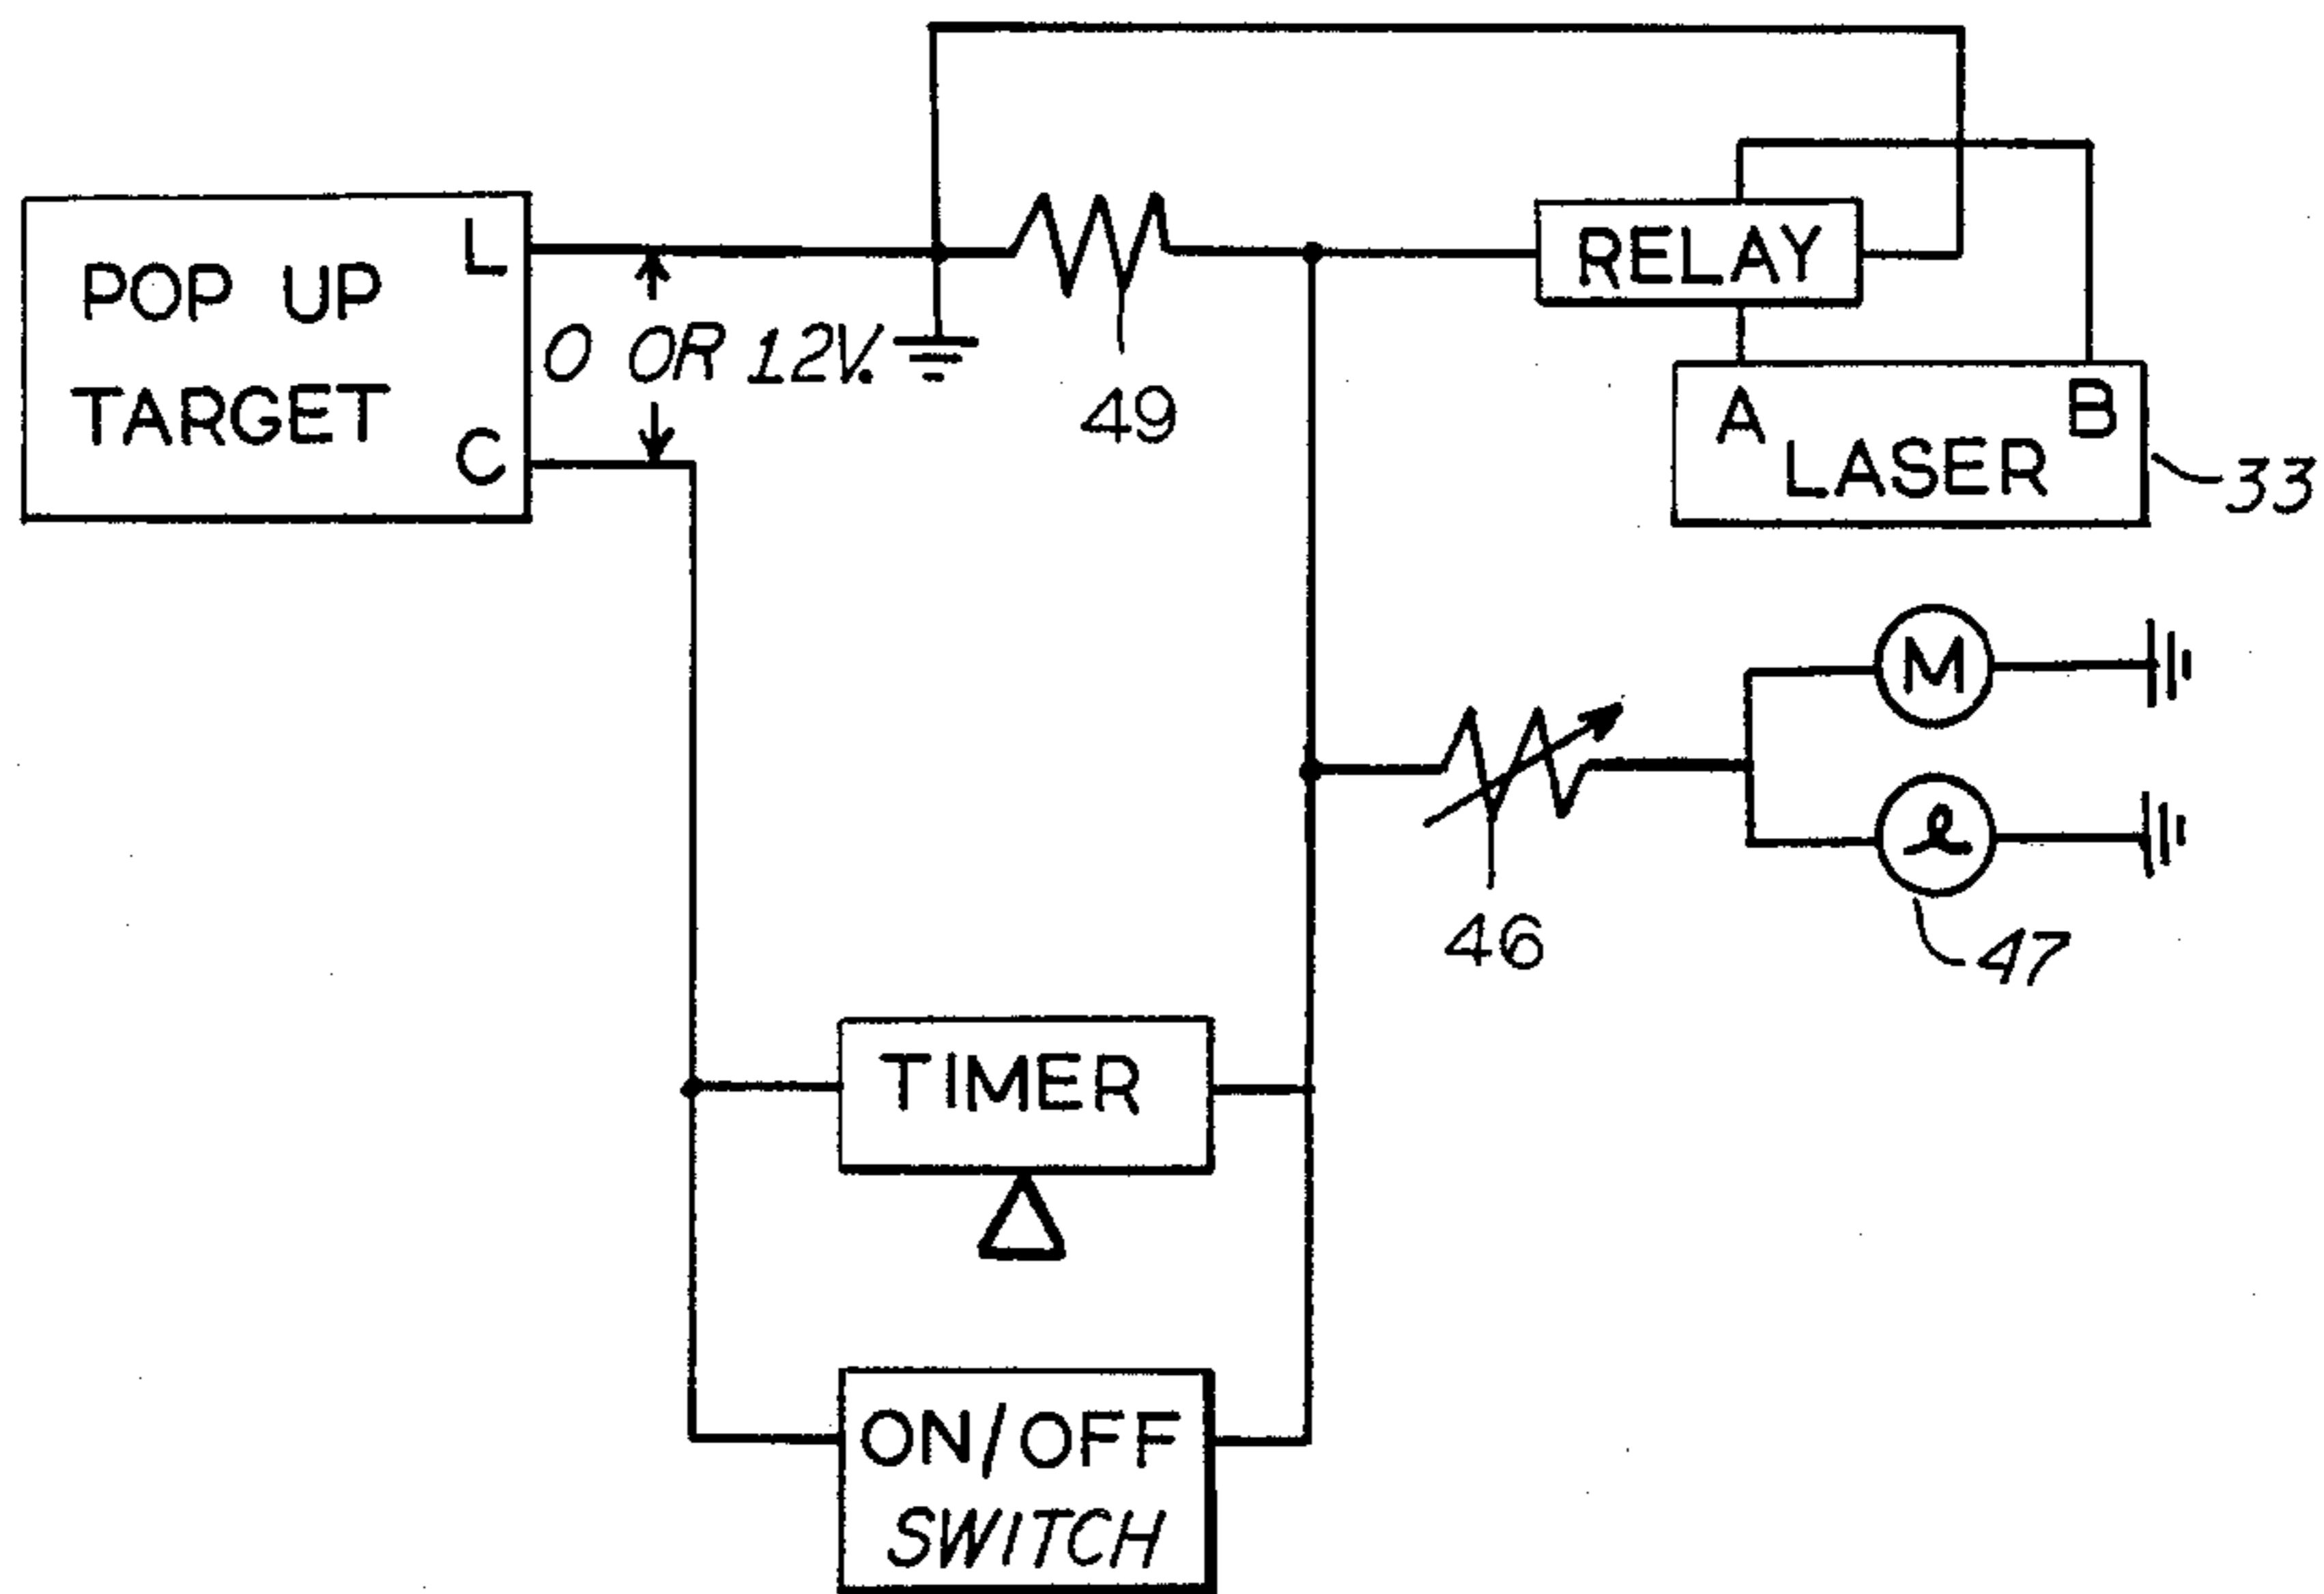 POP UP
TARGET
L
C
0 OR 12V.
49
RELAY
A
B
LASER
33
M
l
46
47
TIMER
ON/OFF
SWITCH